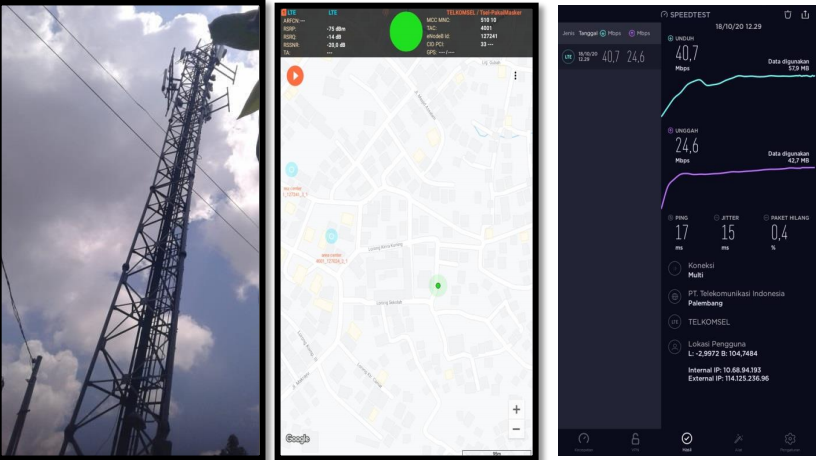 LTE LTE TELKOMSEL / Tsel-PakaiMasker
ARFCN:--- MCC MNC: 510 10
RSRP: -75 dBm TAC: 4001
RSRQ: -14 dB eNodeB Id: 127241
RSSNR: -20,0 dB CID PCI: 33 ---
TA: --- GPS: --- / ---
Google
SPEEDTEST
18/10/20 12.29
Jenis Tanggal Mbps Mbps
LTE 18/10/20 12.29 40,7 24,6
UNDUH
40,7
Mbps
Data digunakan
57,9 MB
UNGGAH
24,6
Mbps
Data digunakan
42,7 MB
PING JITTER PAKET HILANG
17 15 0,4
ms ms %
Koneksi
Multi
PT. Telekomunikasi Indonesia
Palembang
LTE TELKOMSEL
Lokasi Pengguna
L: -2,9972 B: 104,7484
Internal IP: 10.68.94.193
External IP: 114.125.236.96
VPN
Hasil